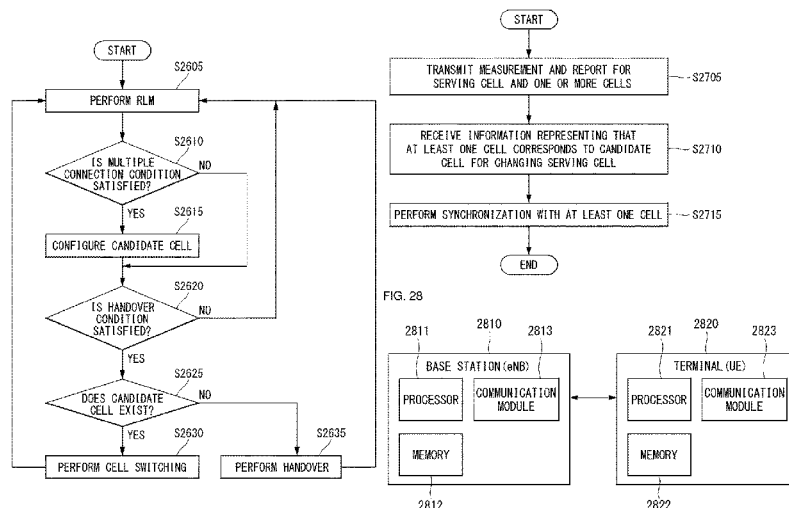 START
S2605
PERFORM RLM
S2610
IS MULTIPLE
CONNECTION CONDITION
SATISFIED?
NO
YES
S2615
CONFIGURE CANDIDATE CELL
S2620
IS HANDOVER
CONDITION
SATISFIED?
NO
YES
S2625
DOES CANDIDATE
CELL EXIST?
NO
YES
S2630
S2635
PERFORM CELL SWITCHING
PERFORM HANDOVER
START
TRANSMIT MEASUREMENT AND REPORT FOR
SERVING CELL AND ONE OR MORE CELLS
S2705
RECEIVE INFORMATION REPRESENTING THAT
AT LEAST ONE CELL CORRESPONDS TO CANDIDATE
CELL FOR CHANGING SERVING CELL
S2710
PERFORM SYNCHRONIZATION WITH AT LEAST ONE CELL
S2715
END
FIG. 28
2811
2810
2813
BASE STATION(eNB)
PROCESSOR
COMMUNICATION
MODULE
MEMORY
2812
2821
2820
2823
TERMINAL(UE)
PROCESSOR
COMMUNICATION
MODULE
MEMORY
2822